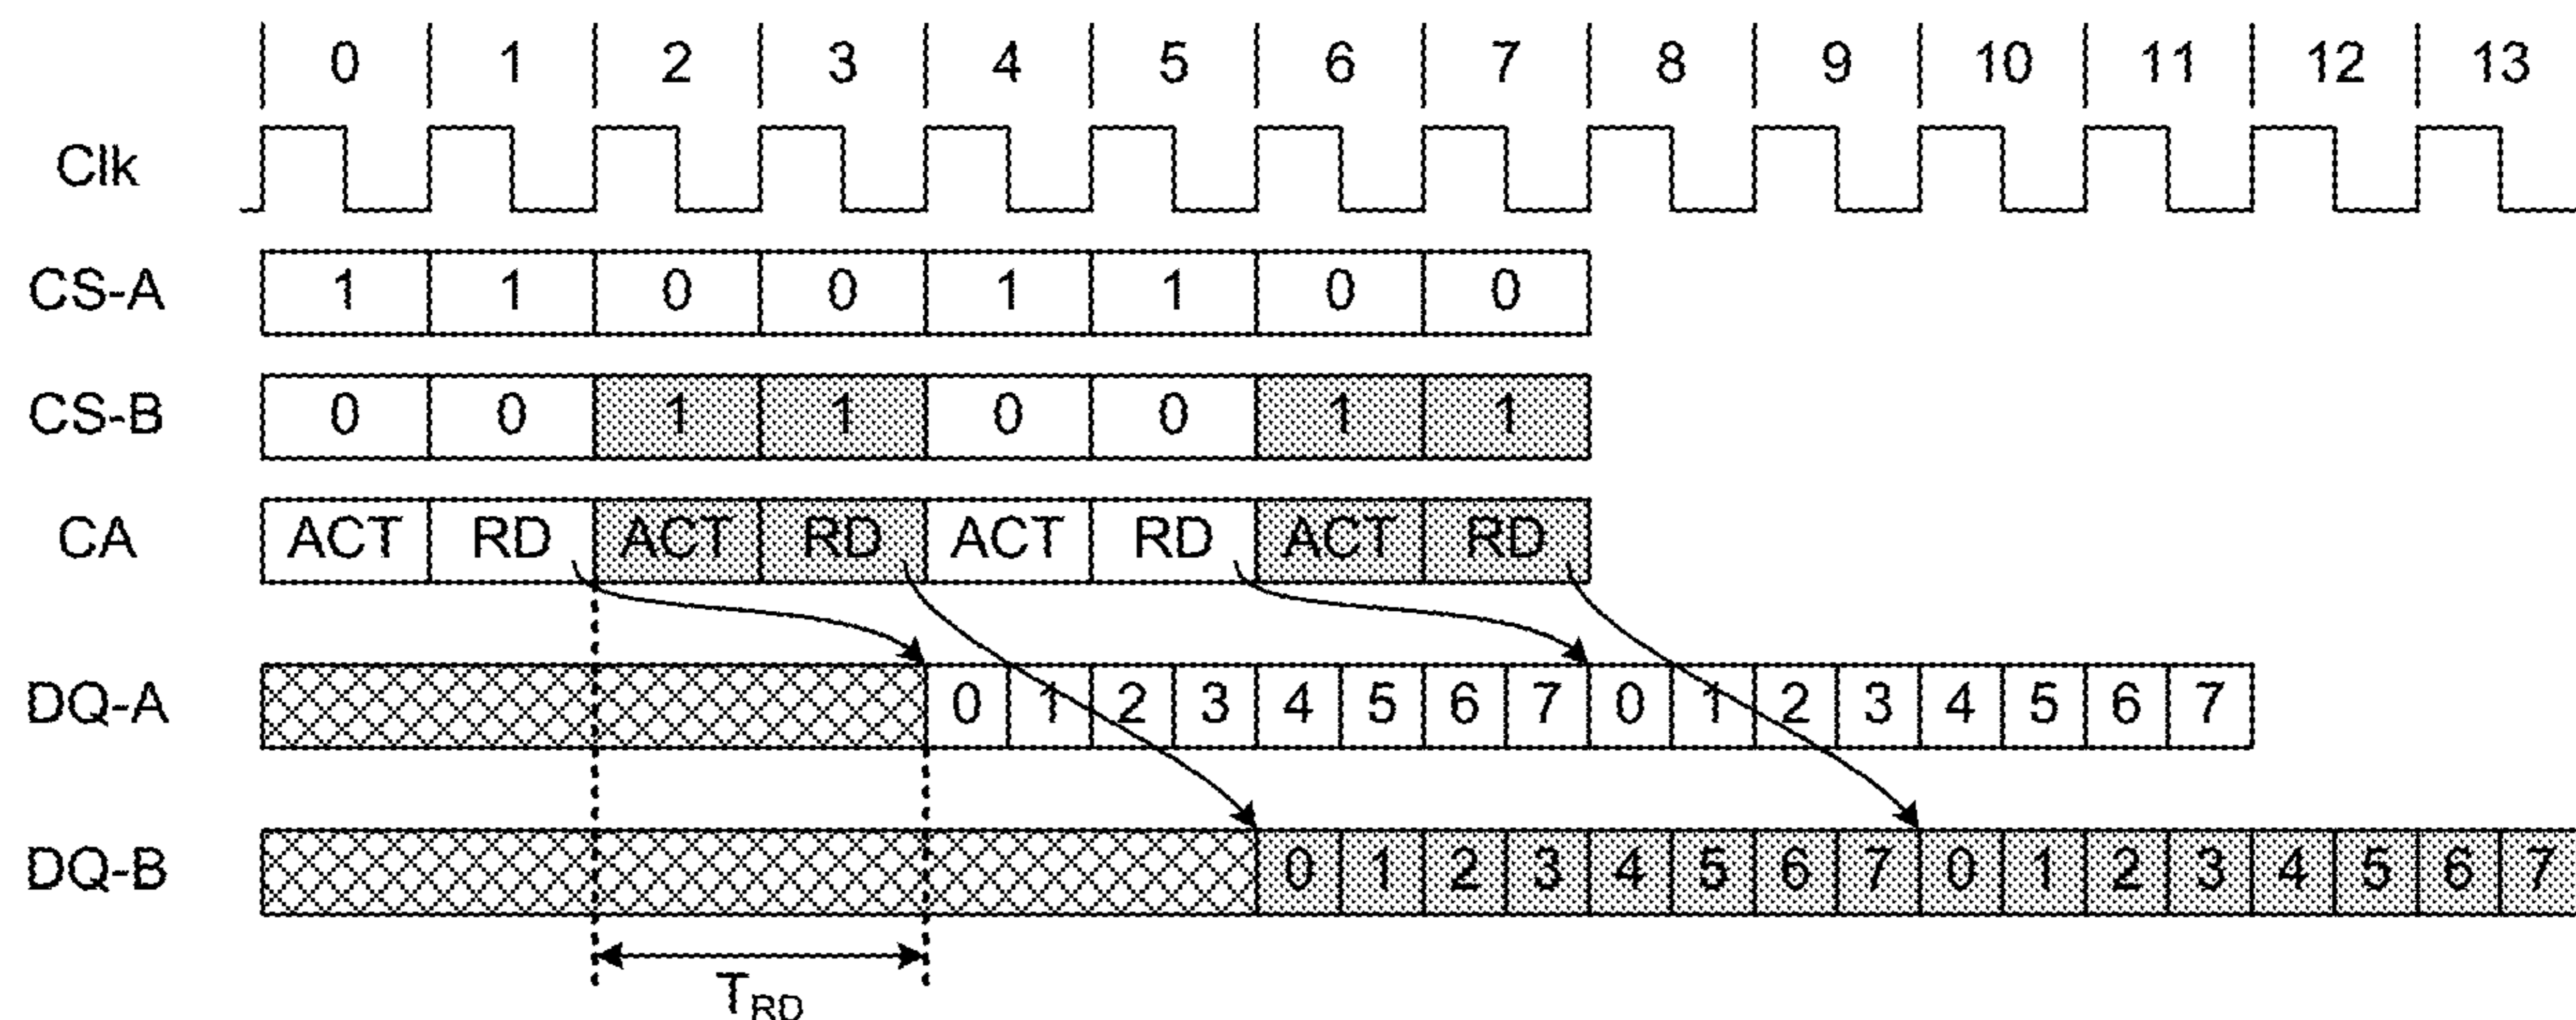 0 1 2 3 4 5 6 7 8 9 10 11 12 13
Clk
CS-A 1 1 0 0 1 1 0 0
CS-B 0 0 1 1 0 0 1 1
CA ACT RD ACT RD ACT RD ACT RD
DQ-A 0 1 2 3 4 5 6 7 0 1 2 3 4 5 6 7
DQ-B 0 1 2 3 4 5 6 7 0 1 2 3 4 5 6 7
TRD